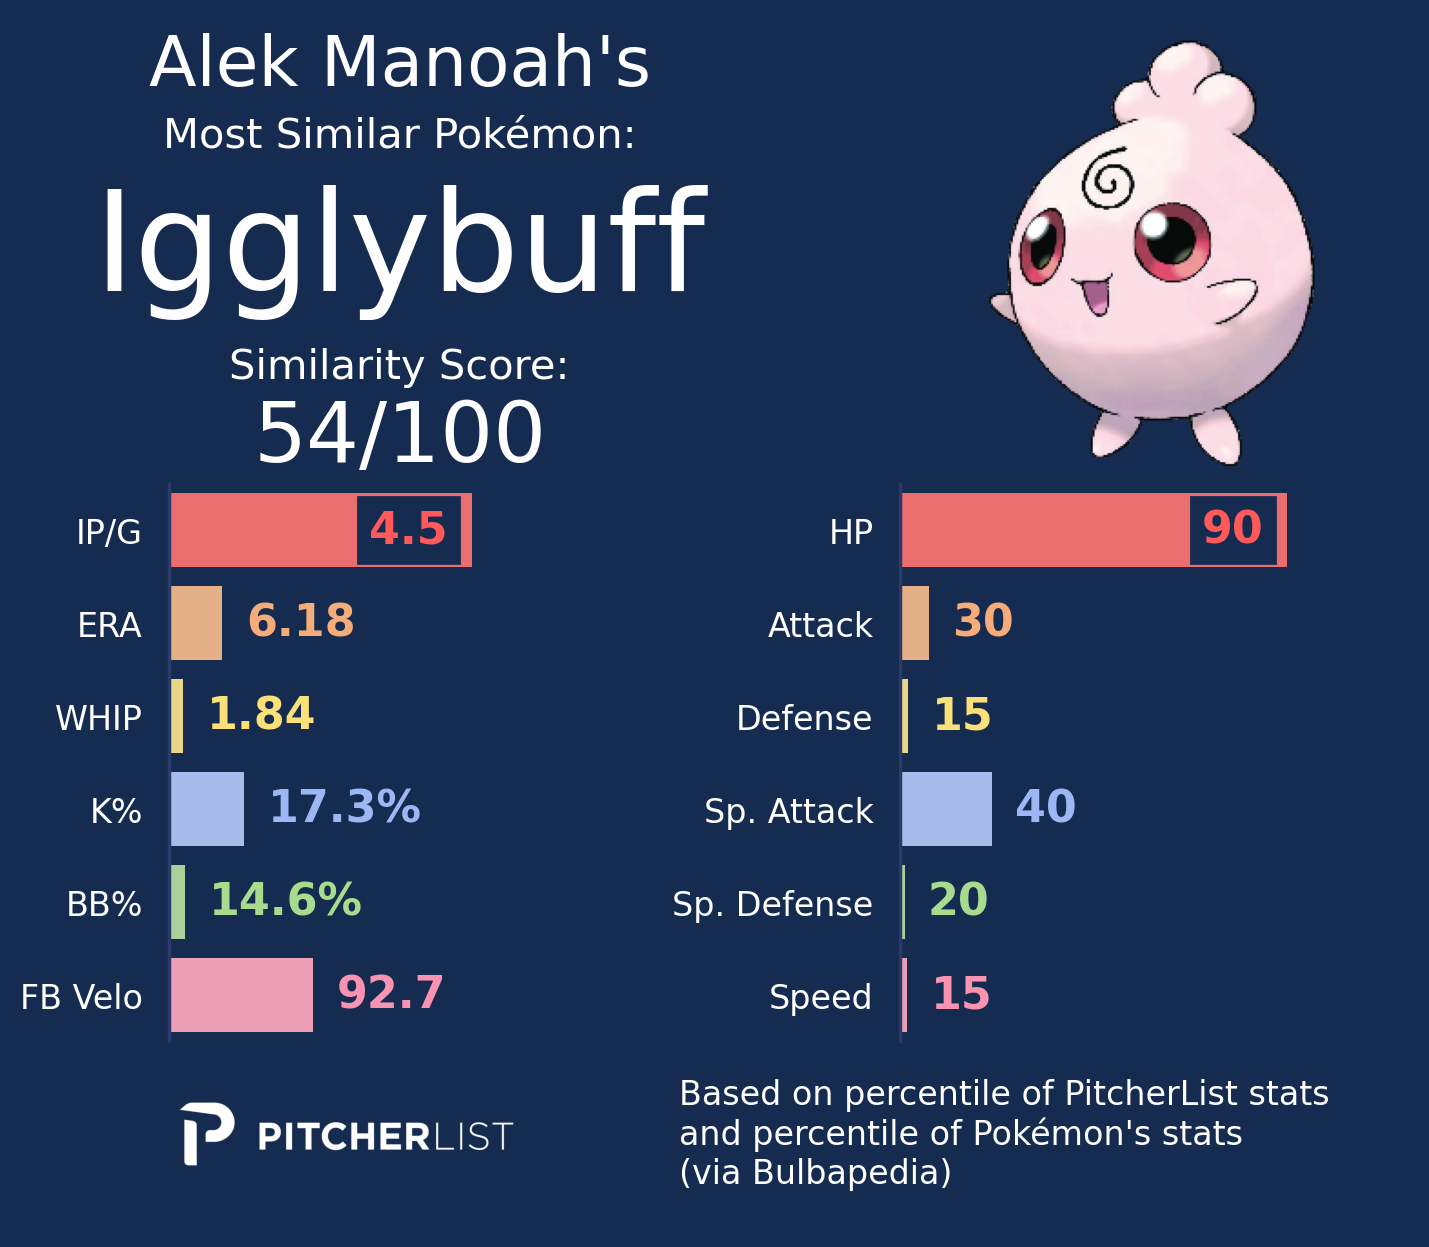 Alek Manoah's
Most Similar Pokémon:
Igglybuff
Similarity Score:
54/100
IP/G 4.5
ERA 6.18
WHIP 1.84
K% 17.3%
BB% 14.6%
FB Velo 92.7
HP 90
Attack 30
Defense 15
Sp. Attack 40
Sp. Defense 20
Speed 15
PITCHERLIST
Based on percentile of PitcherList stats
and percentile of Pokémon's stats
(via Bulbapedia)